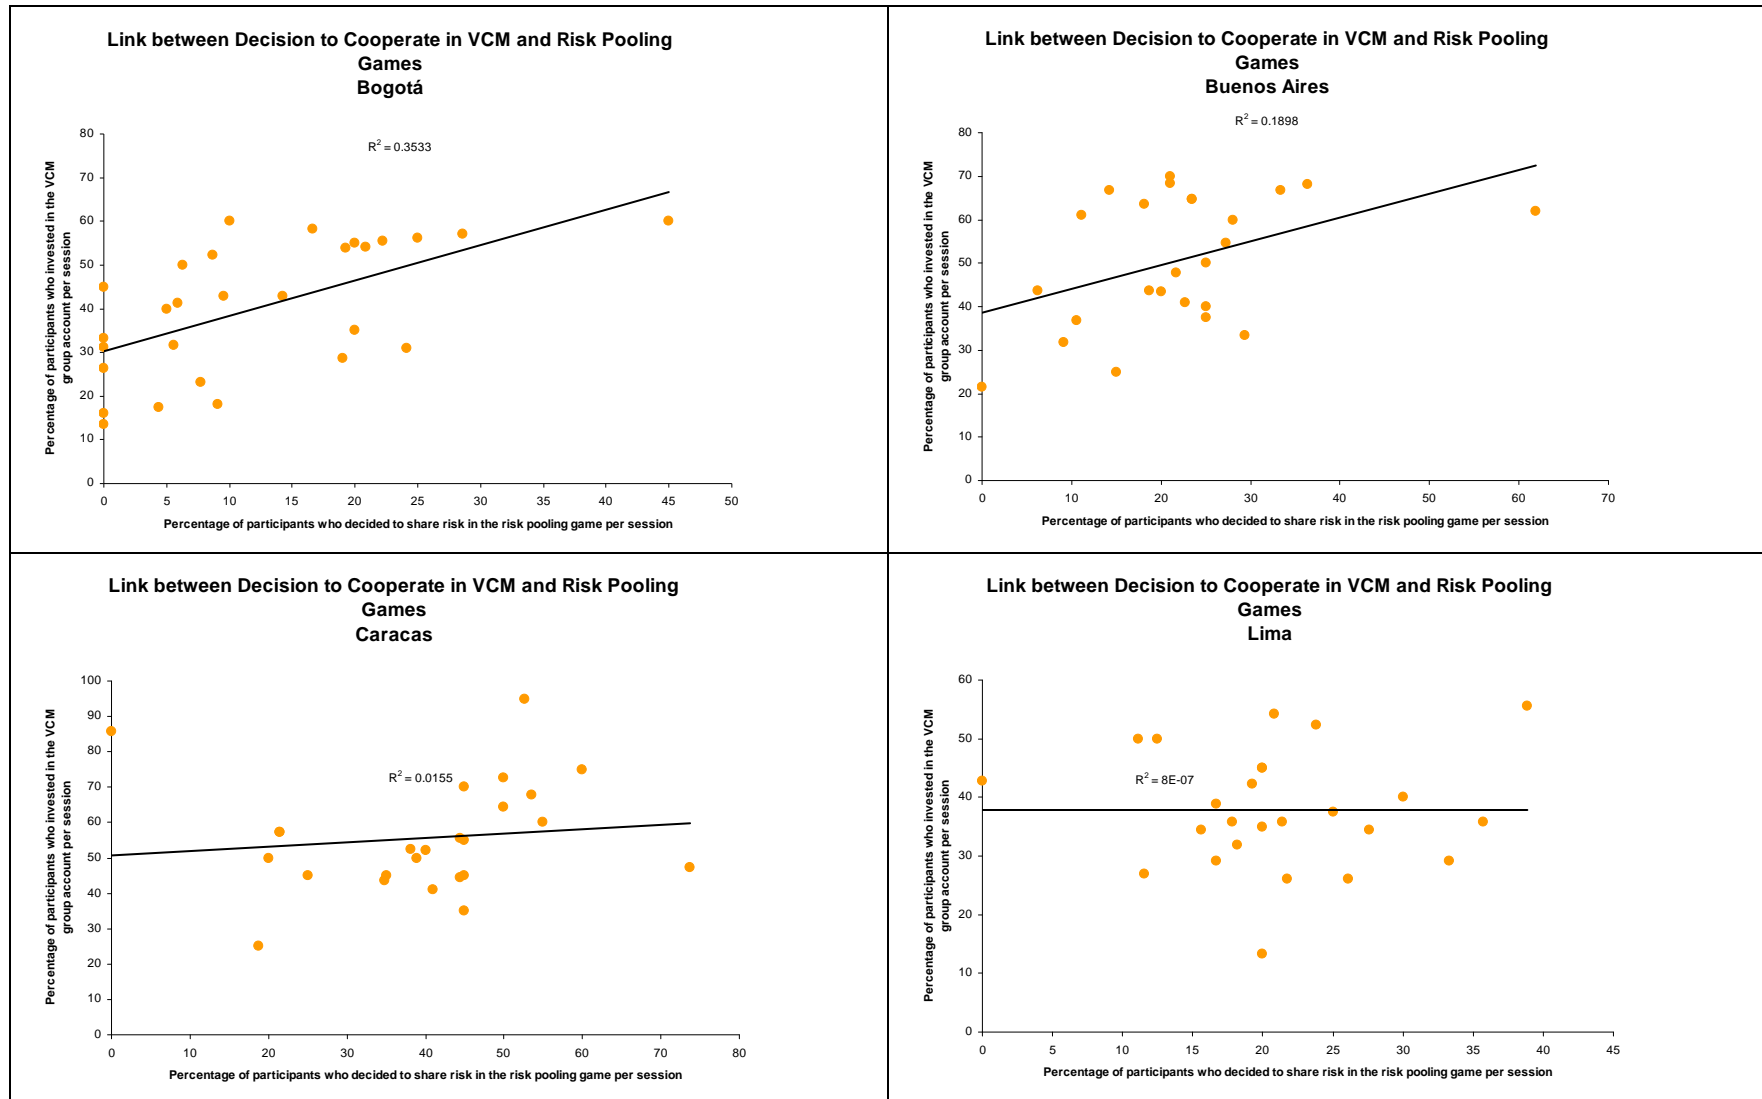 Link between Decision to Cooperate in VCM and Risk Pooling
Games
Bogotá
R² = 0.3533
80
70
60
50
40
30
20
10
0
Percentage of participants who invested in the VCM
group account per session
0 5 10 15 20 25 30 35 40 45 50
Percentage of participants who decided to share risk in the risk pooling game per session
Link between Decision to Cooperate in VCM and Risk Pooling
Games
Buenos Aires
R² = 0.1898
80
70
60
50
40
30
20
10
0
Percentage of participants who invested in the VCM
group account per session
0 10 20 30 40 50 60 70
Percentage of participants who decided to share risk in the risk pooling game per session
Link between Decision to Cooperate in VCM and Risk Pooling
Games
Caracas
R² = 0.0155
100
90
80
70
60
50
40
30
20
10
0
Percentage of participants who invested in the VCM
group account per session
0 10 20 30 40 50 60 70 80
Percentage of participants who decided to share risk in the risk pooling game per session
Link between Decision to Cooperate in VCM and Risk Pooling
Games
Lima
R² = 8E-07
60
50
40
30
20
10
0
Percentage of participants who invested in the VCM
group account per session
0 5 10 15 20 25 30 35 40 45
Percentage of participants who decided to share risk in the risk pooling game per session